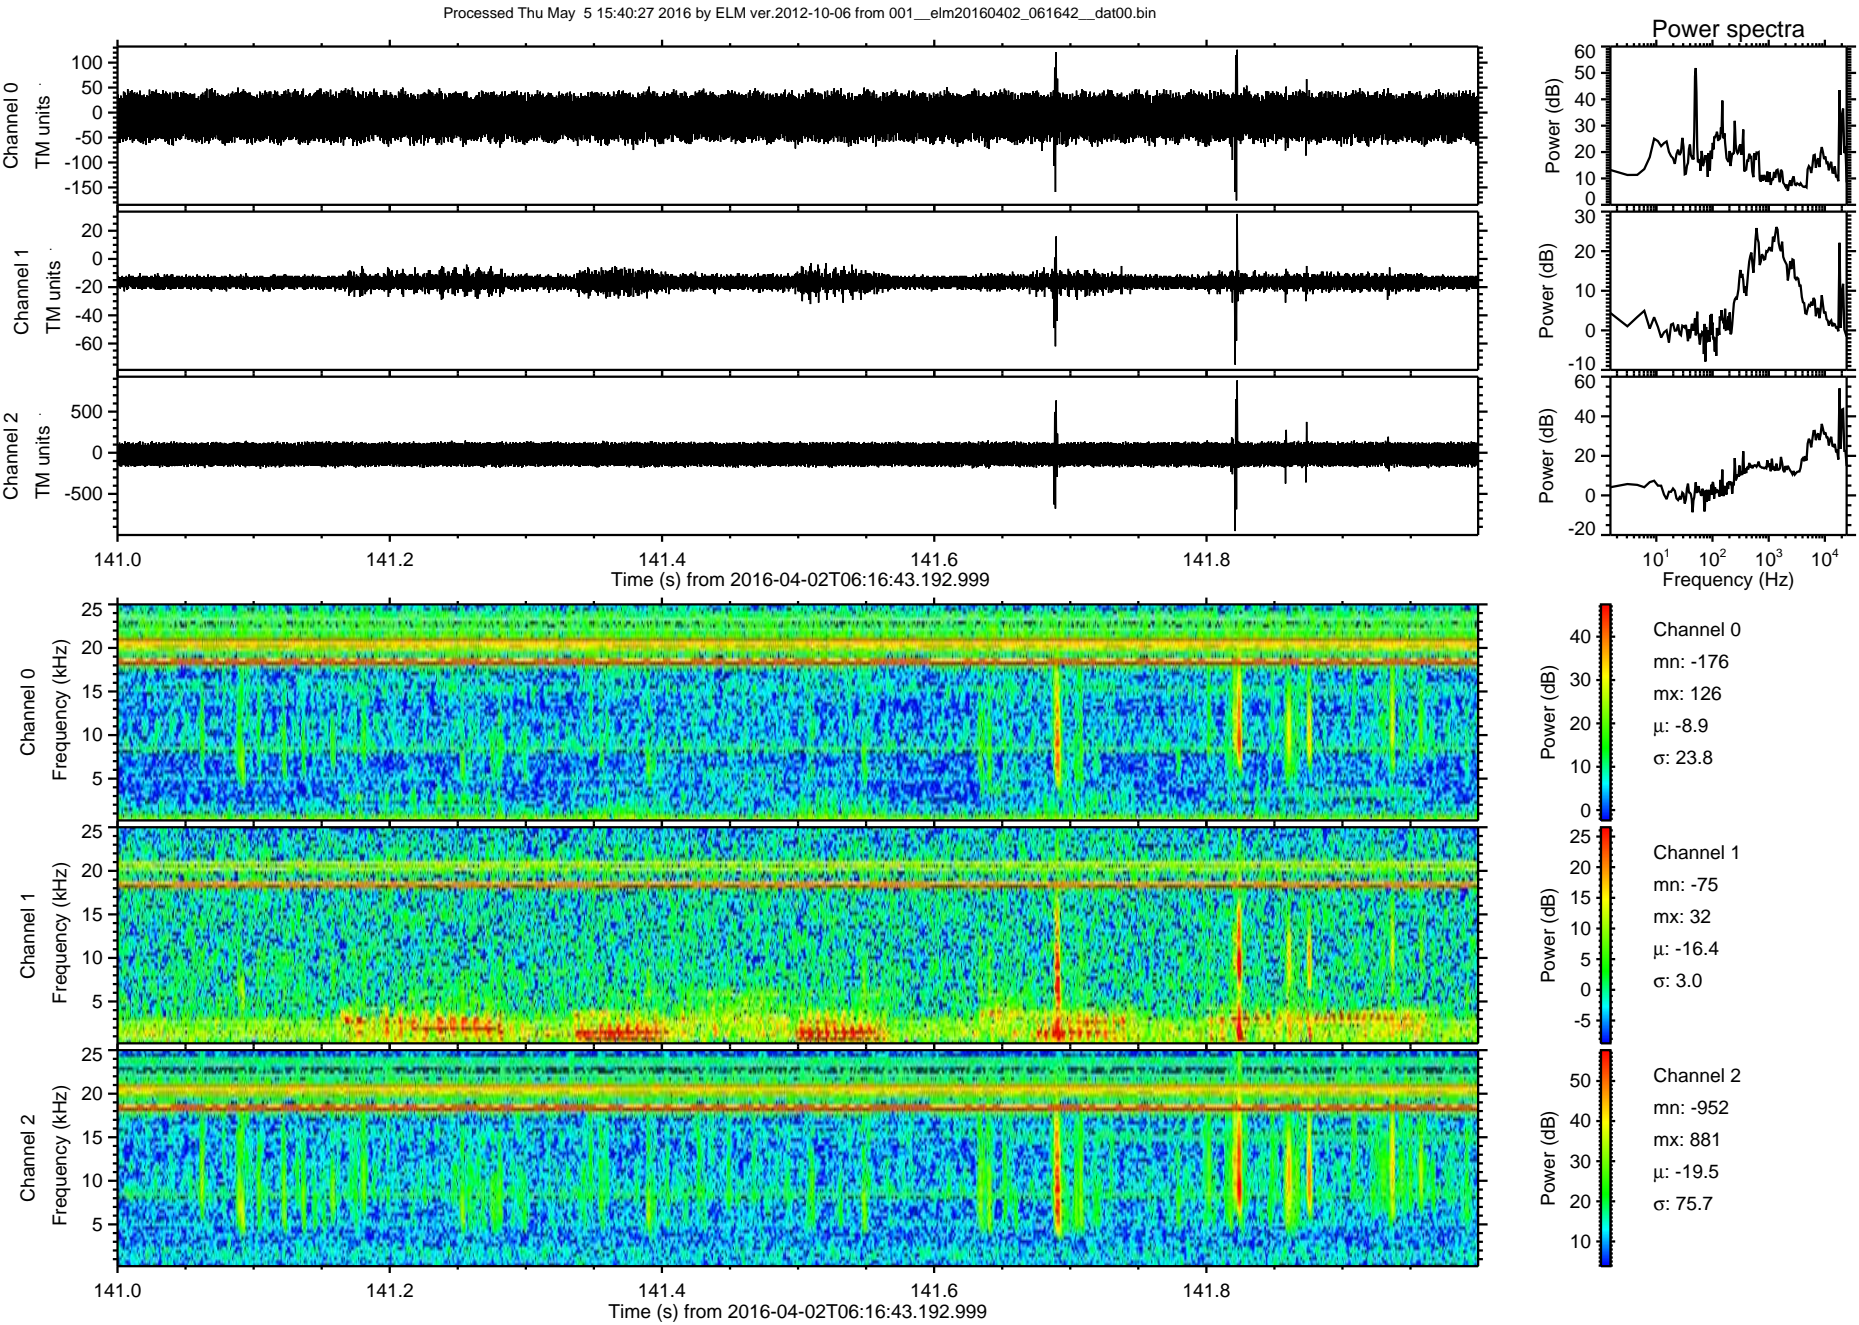 Processed Thu May  5 15:40:27 2016 by ELM ver.2012-10-06 from 001__elm20160402_061642__dat00.bin
Power spectra
Channel 0
TM units
100
50
0
-50
-100
-150
Power (dB)
60
50
40
30
20
10
0
Channel 1
TM units
20
0
-20
-40
-60
Power (dB)
30
20
10
0
-10
Channel 2
TM units
500
0
-500
Power (dB)
60
40
20
0
-20
141.0 141.2 141.4 141.6 141.8
Time (s) from 2016-04-02T06:16:43.192.999
10^1 10^2 10^3 10^4
Frequency (Hz)
Channel 0
Frequency (kHz)
25
20
15
10
5
Power (dB)
40
30
20
10
0
Channel 0
mn: -176
mx: 126
μ: -8.9
σ: 23.8
Channel 1
Frequency (kHz)
25
20
15
10
5
Power (dB)
25
20
15
10
5
0
-5
Channel 1
mn: -75
mx: 32
μ: -16.4
σ: 3.0
Channel 2
Frequency (kHz)
25
20
15
10
5
Power (dB)
50
40
30
20
10
Channel 2
mn: -952
mx: 881
μ: -19.5
σ: 75.7
141.0 141.2 141.4 141.6 141.8
Time (s) from 2016-04-02T06:16:43.192.999